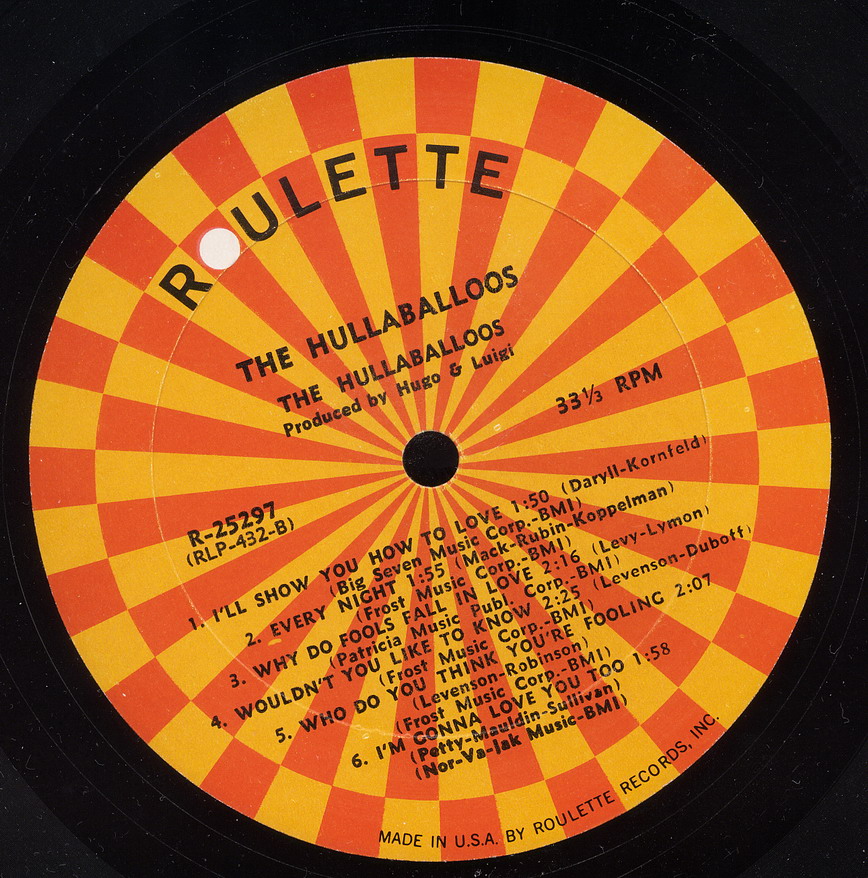 ROULETTE
THE HULLABALLOOS
THE HULLABALLOOS
Produced by Hugo & Luigi
33⅓ RPM
R-25297
(RLP-432-B)
1. I'LL SHOW YOU HOW TO LOVE 1:50 (Daryll-Kornfeld)
(Big Seven Music Corp.-BMI)
2. EVERY NIGHT 1:55 (Mack-Rubin-Koppelman)
(Frost Music Corp.-BMI)
3. WHY DO FOOLS FALL IN LOVE 2:16 (Levy-Lymon)
(Patricia Music Publ. Corp.-BMI)
4. WOULDN'T YOU LIKE TO KNOW 2:25 (Levenson-Duboff)
(Frost Music Corp.-BMI)
5. WHO DO YOU THINK YOU'RE FOOLING 2:07
(Levenson-Robinson)
(Frost Music Corp.-BMI)
6. I'M GONNA LOVE YOU TOO 1:58
(Petty-Mauldin-Sullivan)
(Nor-Va-Jak Music-BMI)
MADE IN U.S.A. BY ROULETTE RECORDS, INC.